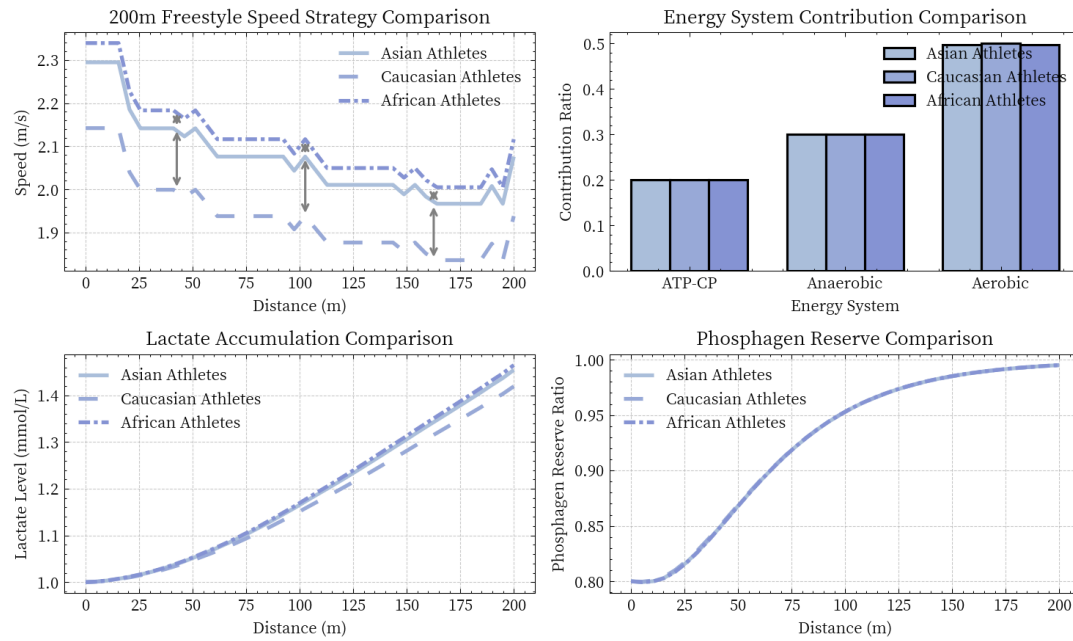 200m Freestyle Speed Strategy Comparison
Speed (m/s)
2.3
2.2
2.1
2.0
1.9
Asian Athletes
Caucasian Athletes
African Athletes
0 25 50 75 100 125 150 175 200
Distance (m)
Energy System Contribution Comparison
Contribution Ratio
0.5
0.4
0.3
0.2
0.1
0.0
Asian Athletes
Caucasian Athletes
African Athletes
ATP-CP Anaerobic Aerobic
Energy System
Lactate Accumulation Comparison
Lactate Level (mmol/L)
1.4
1.3
1.2
1.1
1.0
Asian Athletes
Caucasian Athletes
African Athletes
0 25 50 75 100 125 150 175 200
Distance (m)
Phosphagen Reserve Comparison
Phosphagen Reserve Ratio
1.00
0.95
0.90
0.85
0.80
Asian Athletes
Caucasian Athletes
African Athletes
0 25 50 75 100 125 150 175 200
Distance (m)